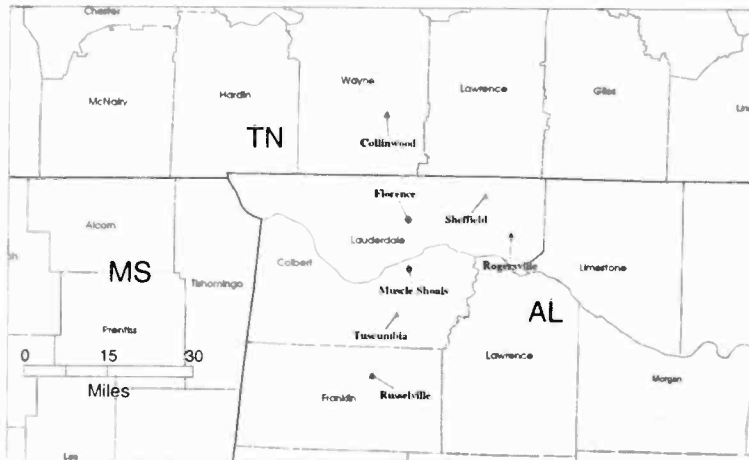 Chester
McNairy
Hardin
Wayne
Lawrence
Giles
TN
Collinwood
Florence
Sheffield
Alcorn
Lauderdale
Colbert
Rogersville
Limestone
MS
Tishomingo
Muscle Shoals
AL
Prentiss
Tuscumbia
0 15 30
Lawrence
Miles
Franklin
Russelville
Morgan